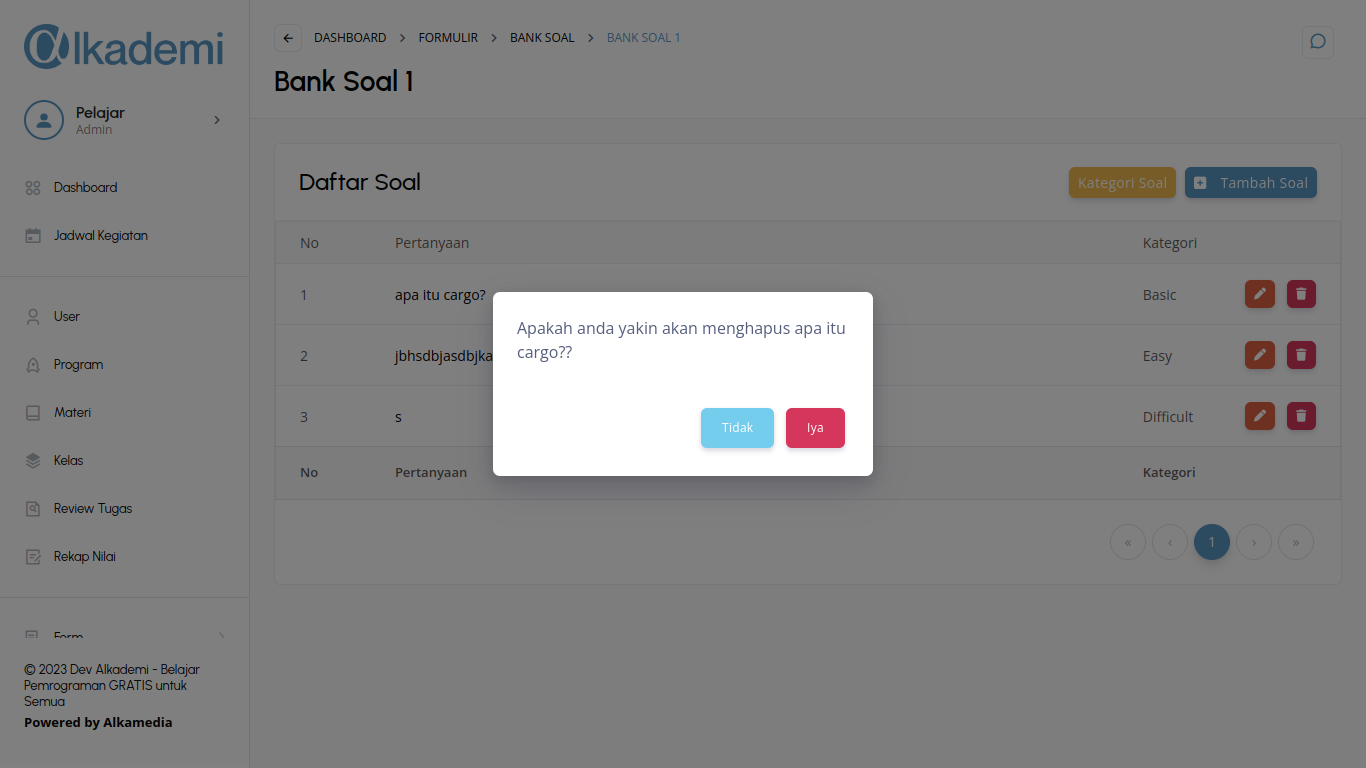 Alkademi
Pelajar
Admin
Dashboard
Jadwal Kegiatan
User
Program
Materi
Kelas
Review Tugas
Rekap Nilai
Form
© 2023 Dev Alkademi - Belajar
Pemrograman GRATIS untuk
Semua
Powered by Alkamedia
DASHBOARD > FORMULIR > BANK SOAL > BANK SOAL 1
Bank Soal 1
Daftar Soal
Kategori Soal
Tambah Soal
No Pertanyaan Kategori
1 apa itu cargo? Basic
2 jbhsdbjasdbjka Easy
3 s Difficult
No Pertanyaan Kategori
« ‹ 1 › »
Apakah anda yakin akan menghapus apa itu
cargo??
Tidak Iya